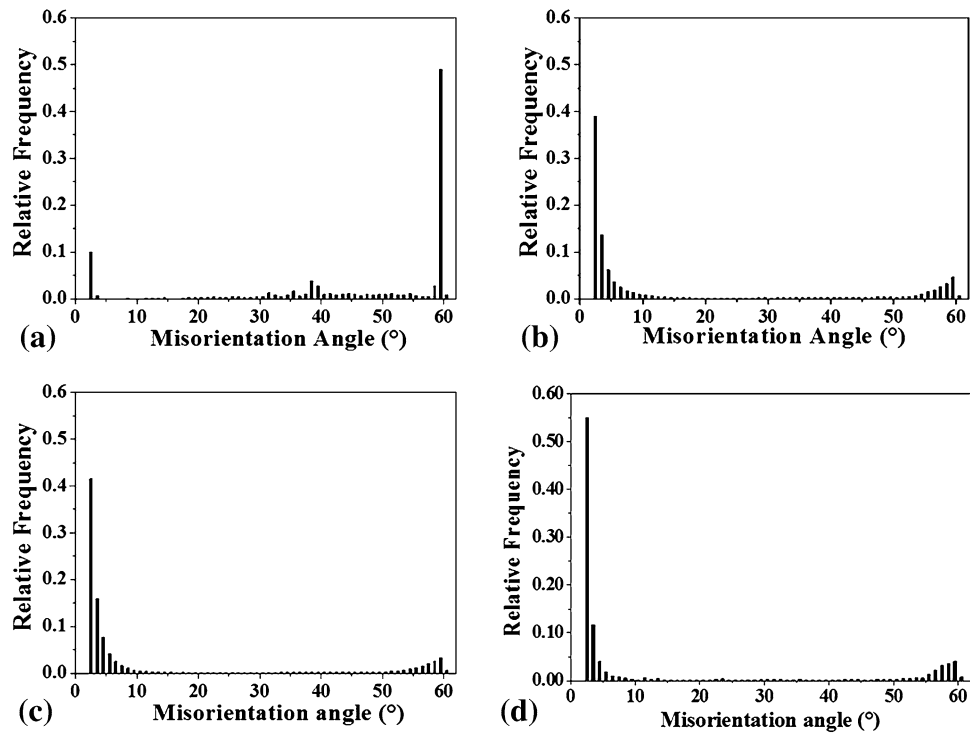 Relative Frequency
0.6
0.5
0.4
0.3
0.2
0.1
0.0
0 10 20 30 40 50 60
Misorientation Angle (°)
(a)
Relative Frequency
0.6
0.5
0.4
0.3
0.2
0.1
0.0
0 10 20 30 40 50 60
Misorientation Angle (°)
(b)
Relative Frequency
0.6
0.5
0.4
0.3
0.2
0.1
0.0
0 10 20 30 40 50 60
Misorientation angle (°)
(c)
Relative Frequency
0.60
0.50
0.40
0.30
0.20
0.10
0.00
0 10 20 30 40 50 60
Misorientation angle (°)
(d)